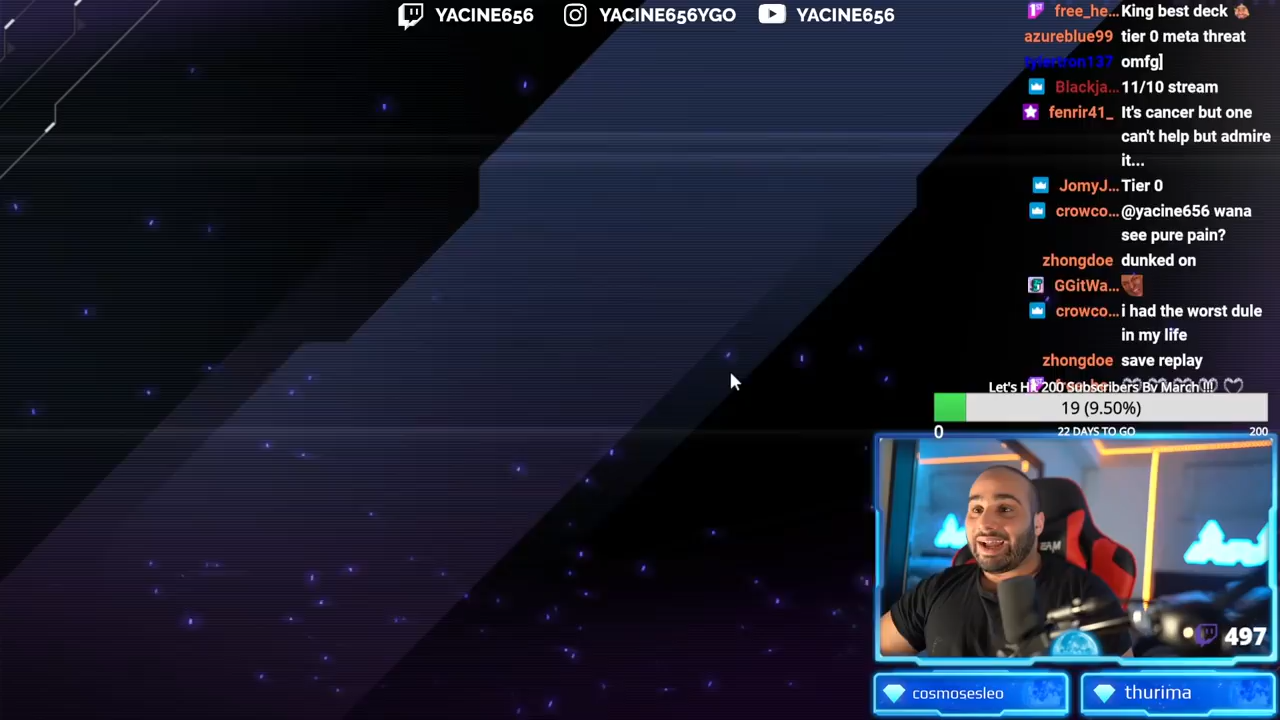 YACINE656 YACINE656YGO YACINE656
free_he... King best deck
azureblue99 tier 0 meta threat
omfg]
Blackja... 11/10 stream
fenrir41_ It's cancer but one
can't help but admire
it...
JomyJ... Tier 0
crowco... @yacine656 wana
see pure pain?
zhongdoe dunked on
GGitWa...
crowco... i had the worst dule
in my life
zhongdoe save replay
Let's Hit 200 Subscribers By March !!!
19 (9.50%)
0 22 DAYS TO GO 200
497
cosmosesleo thurima